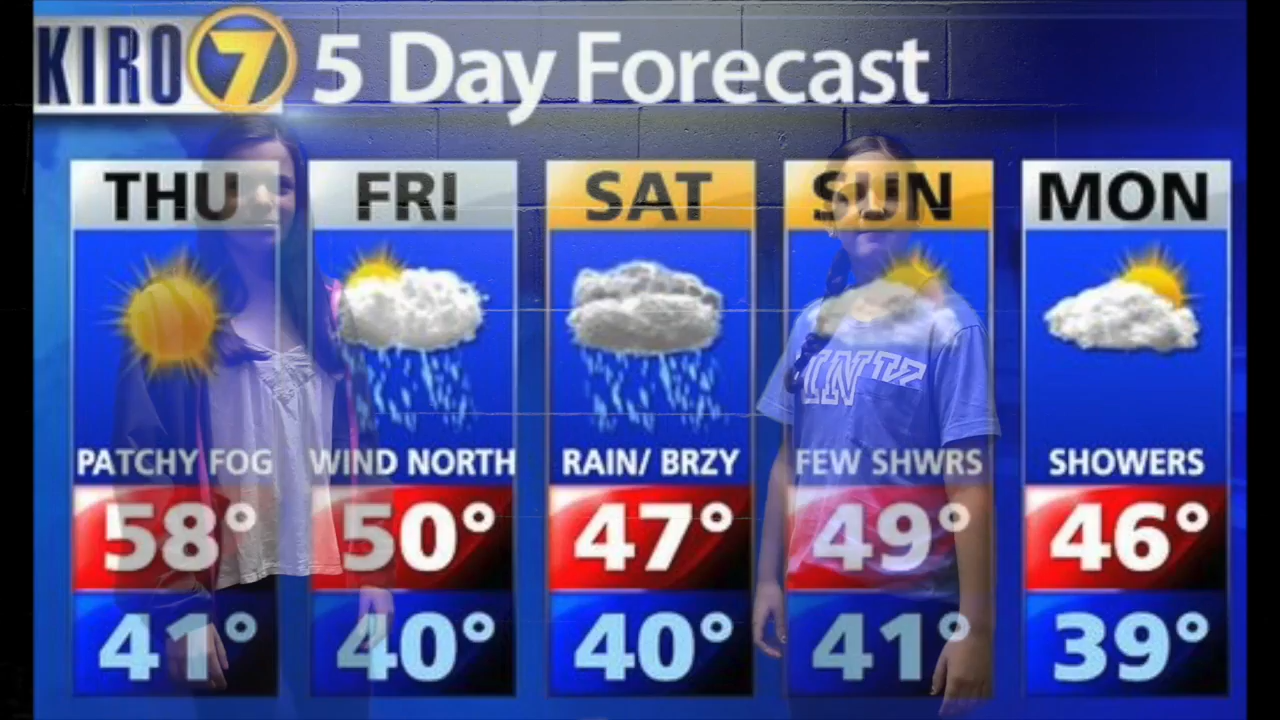 KIRO 7 5 Day Forecast
THU FRI SAT SUN MON
PATCHY FOG WIND NORTH RAIN/ BRZY FEW SHWRS SHOWERS
58° 50° 47° 49° 46°
41° 40° 40° 41° 39°